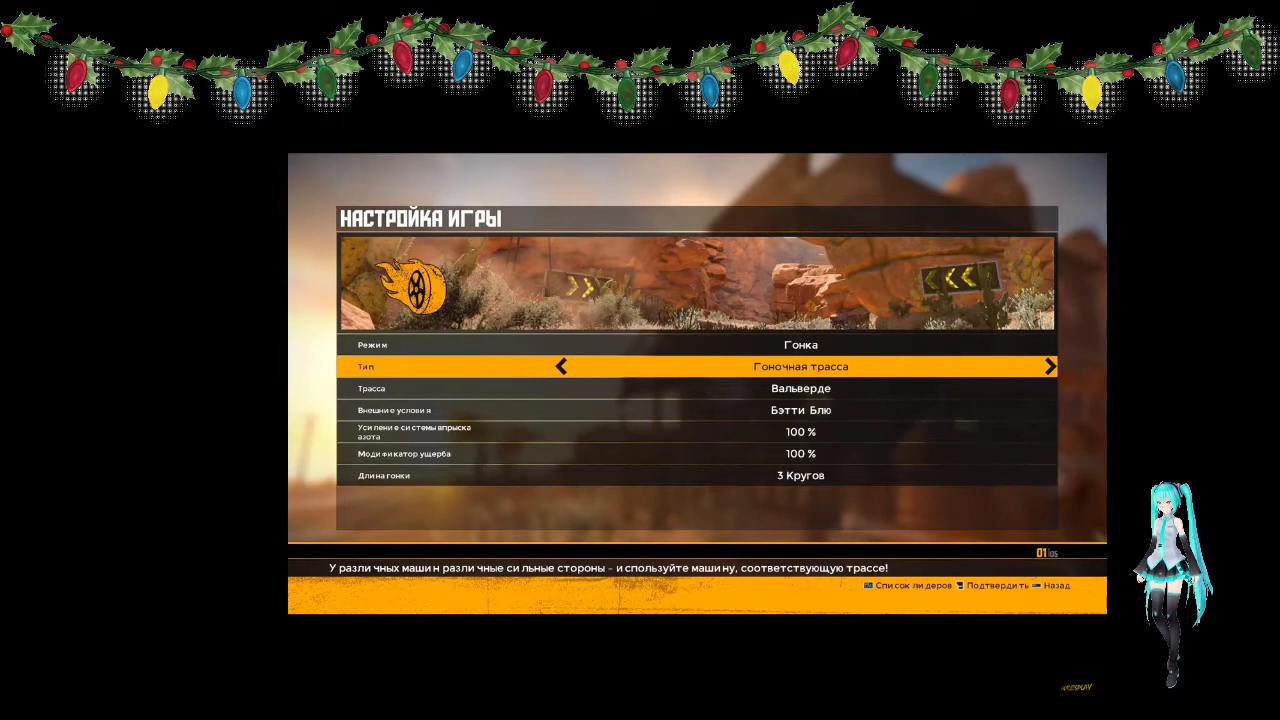 НАСТРОЙКА ИГРЫ
Режим Гонка
Тип Гоночная трасса
Трасса Вальверде
Внешние условия Бэтти Блю
Усиление системы впрыска
азота 100 %
Модификатор ущерба 100 %
Длина гонки 3 Кругов
01|05
У различных машин различные сильные стороны – используйте машину, соответствующую трассе!
Список лидеров Подтвердить Назад